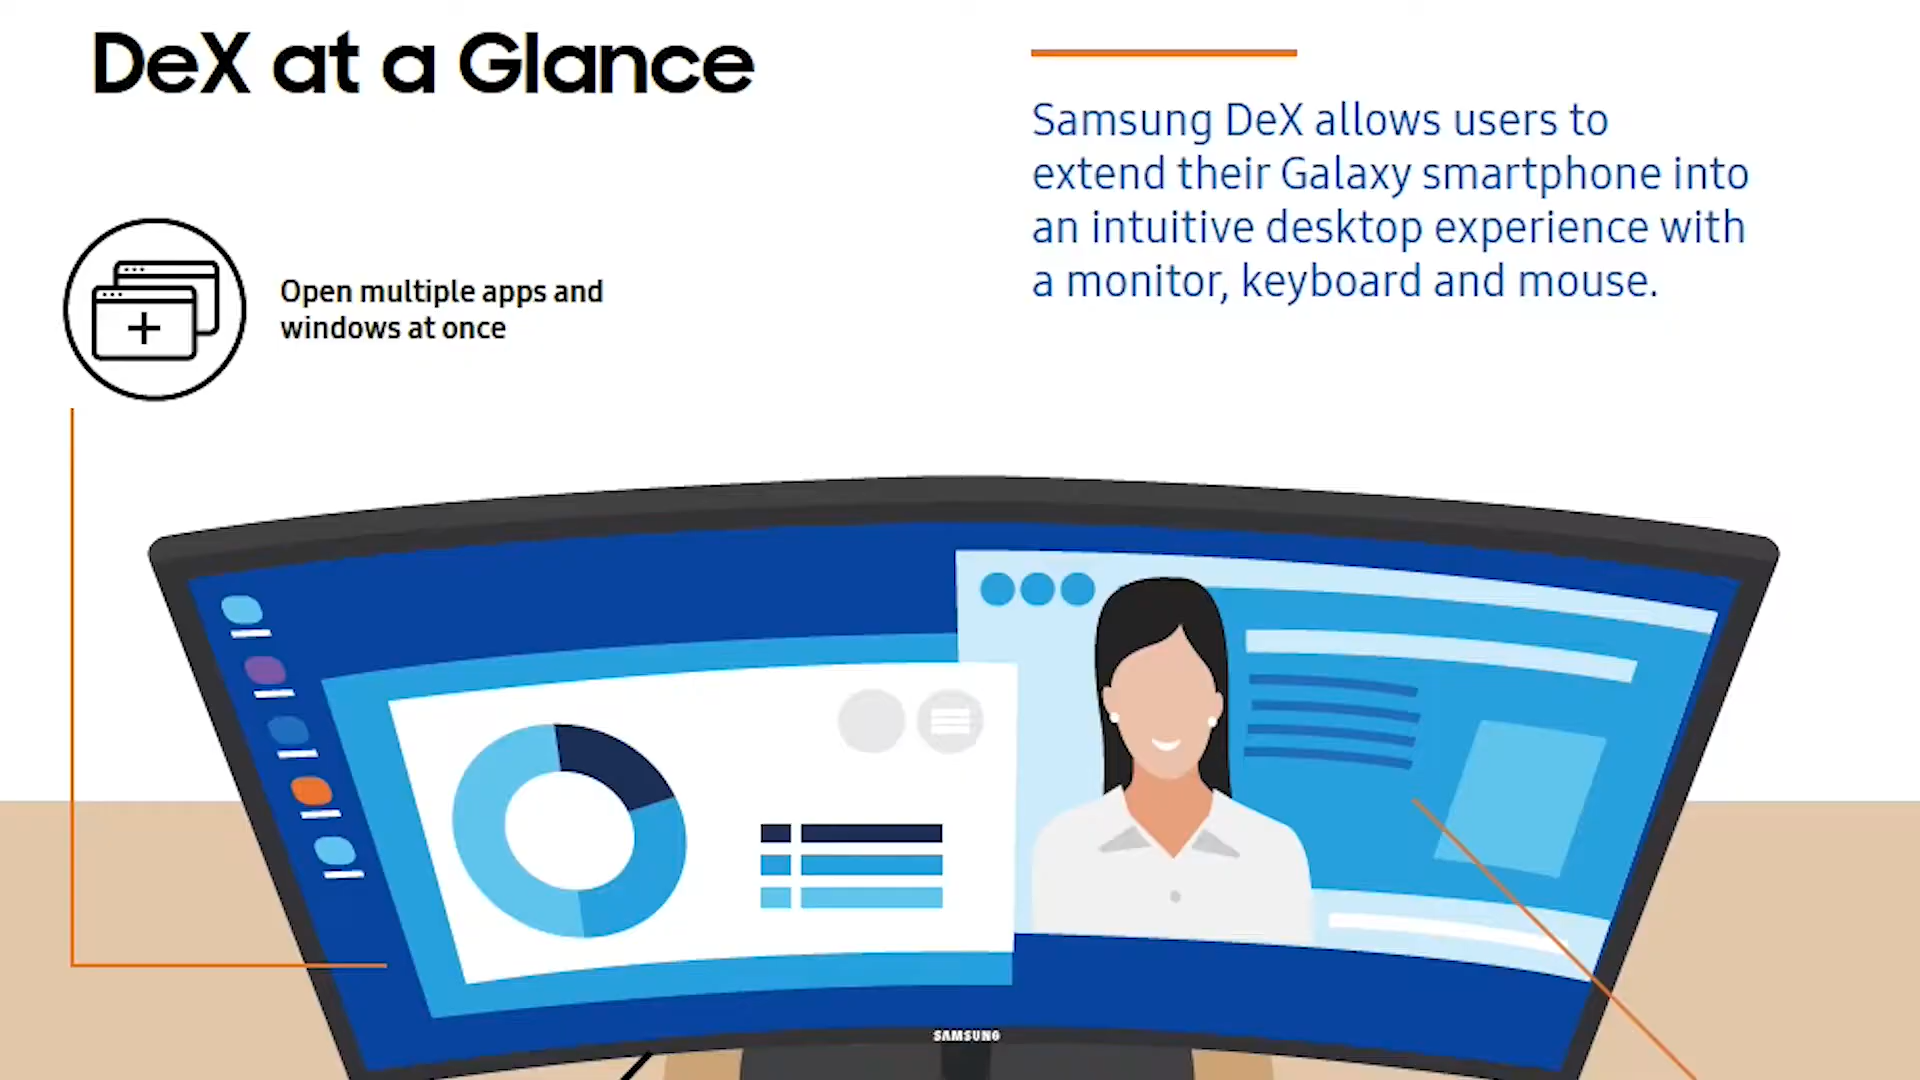 DeX at a Glance
Samsung DeX allows users to
extend their Galaxy smartphone into
an intuitive desktop experience with
a monitor, keyboard and mouse.
Open multiple apps and
windows at once
SAMSUNG